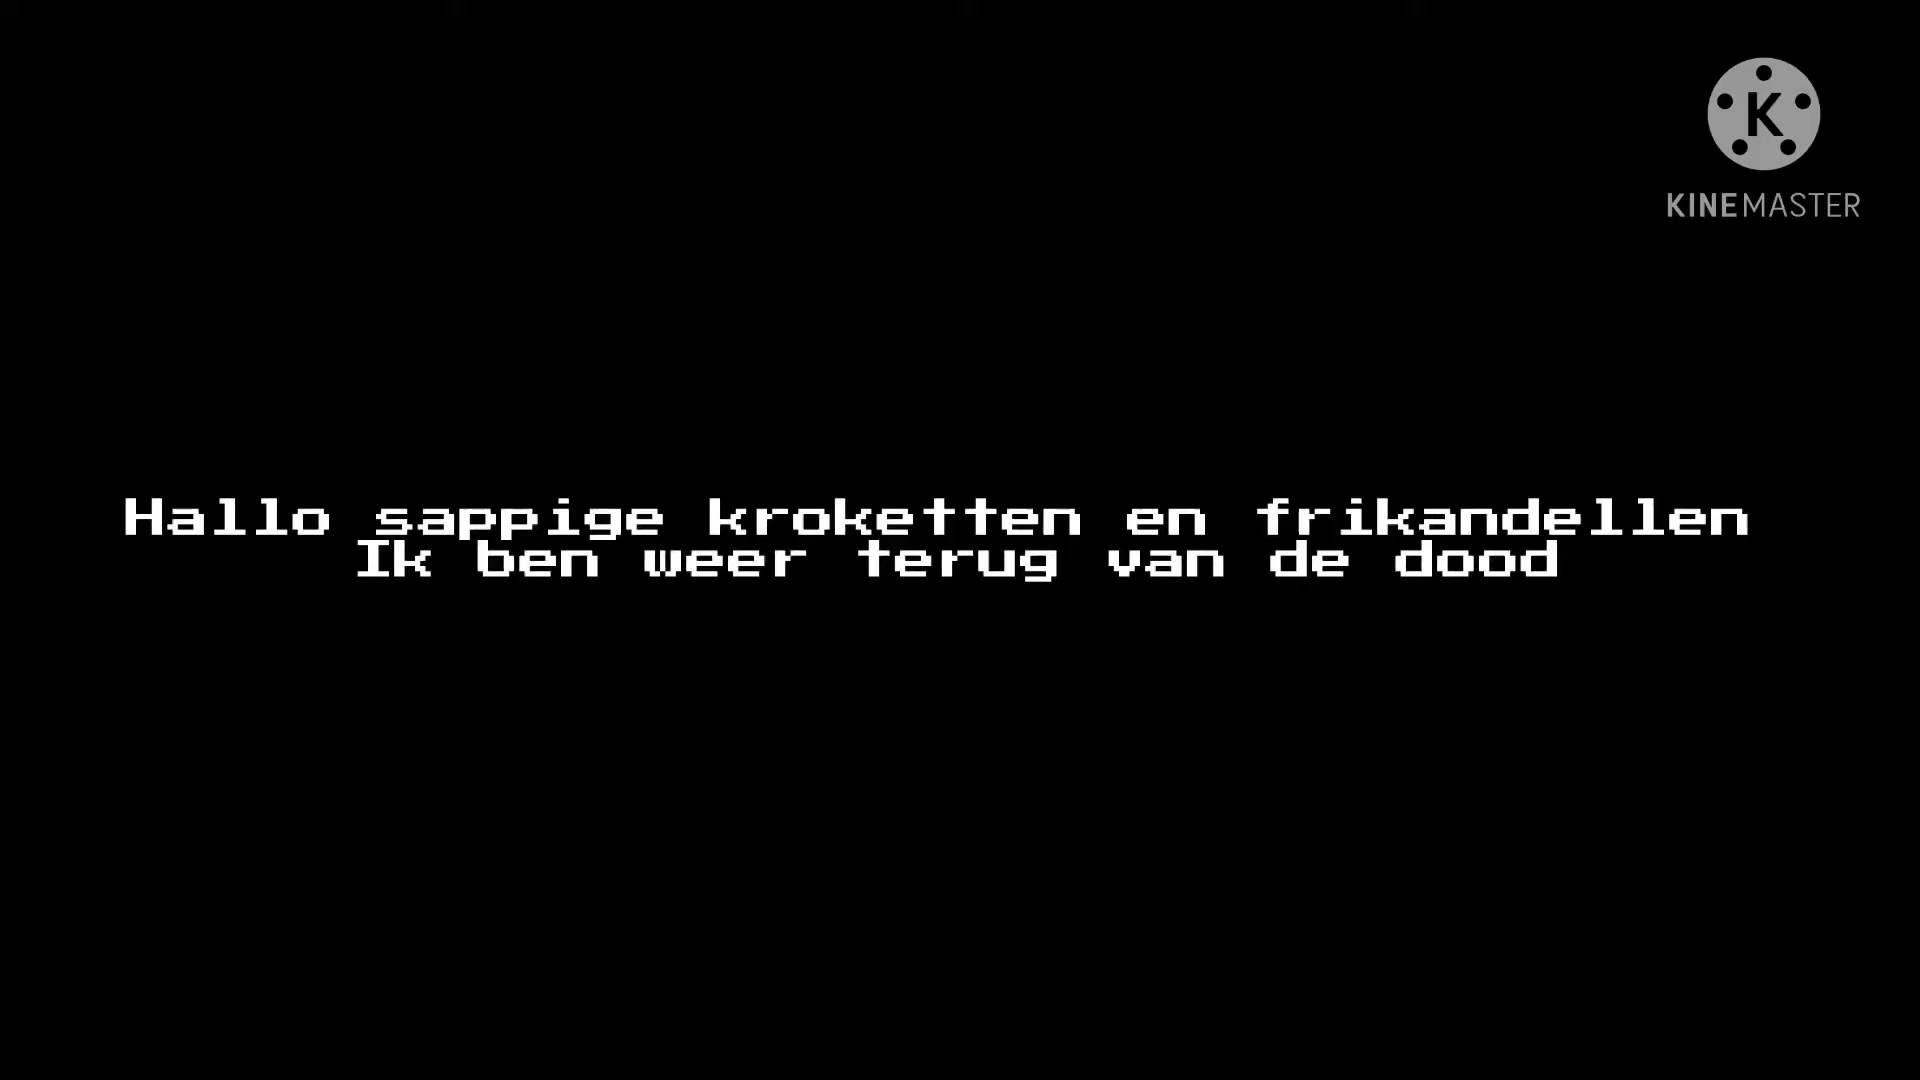 K
KINEMASTER
Hallo sappige kroketten en frikandellen
Ik ben weer terug van de dood